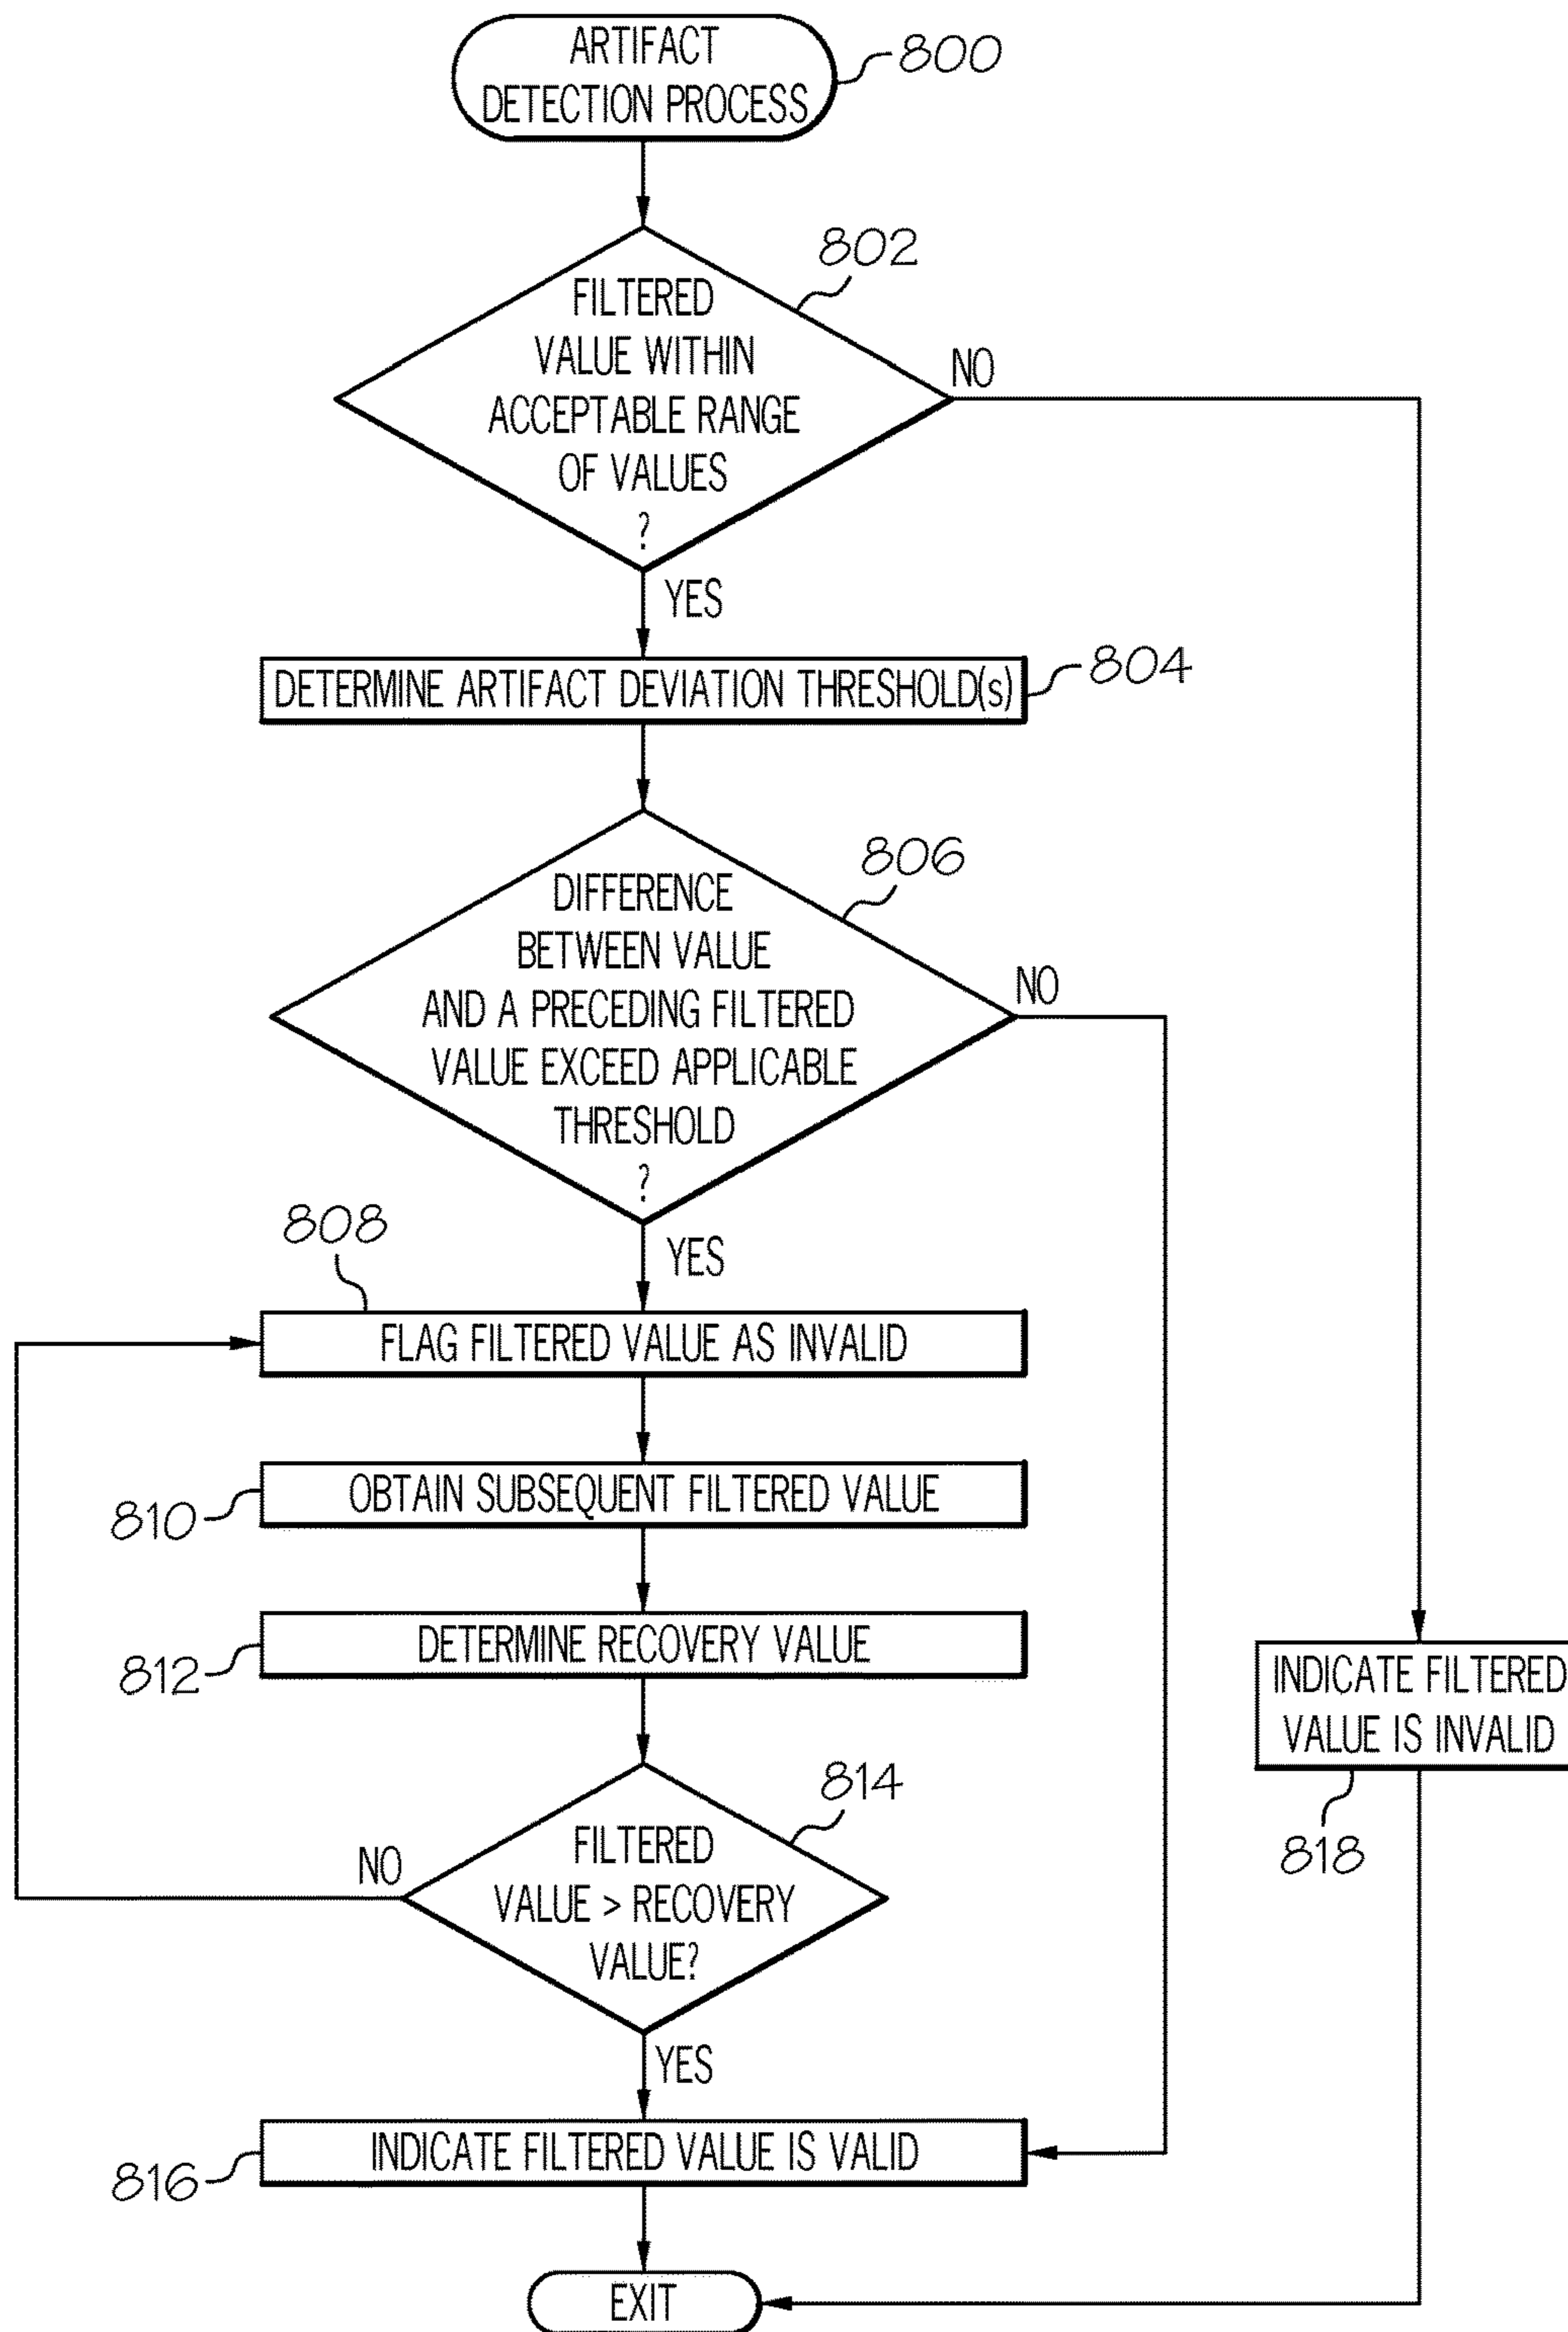 ARTIFACT
DETECTION PROCESS
800
802
FILTERED
VALUE WITHIN
ACCEPTABLE RANGE
OF VALUES
?
NO
YES
DETERMINE ARTIFACT DEVIATION THRESHOLD(s)
804
806
DIFFERENCE
BETWEEN VALUE
AND A PRECEDING FILTERED
VALUE EXCEED APPLICABLE
THRESHOLD
?
NO
YES
808
FLAG FILTERED VALUE AS INVALID
OBTAIN SUBSEQUENT FILTERED VALUE
810
DETERMINE RECOVERY VALUE
812
814
FILTERED
VALUE > RECOVERY
VALUE?
NO
YES
INDICATE FILTERED
VALUE IS INVALID
818
INDICATE FILTERED VALUE IS VALID
816
EXIT